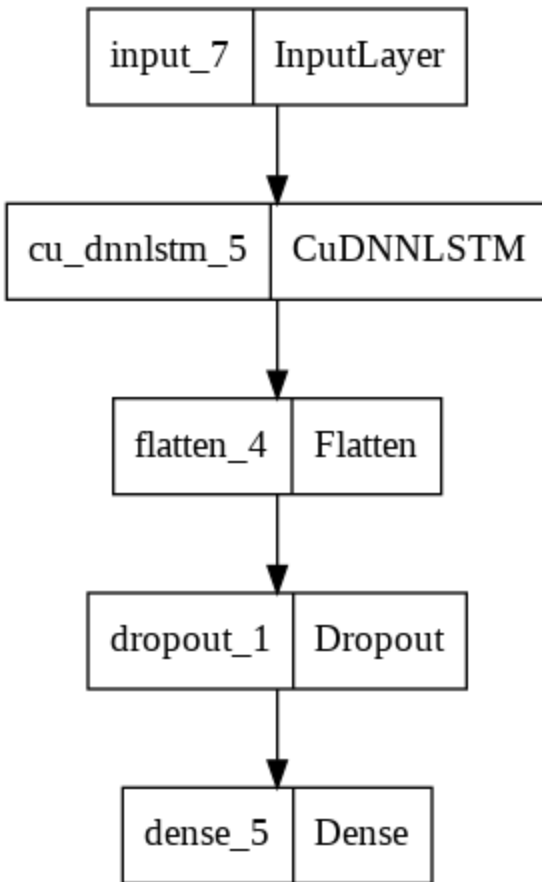 input_7 InputLayer
cu_dnnlstm_5 CuDNNLSTM
flatten_4 Flatten
dropout_1 Dropout
dense_5 Dense